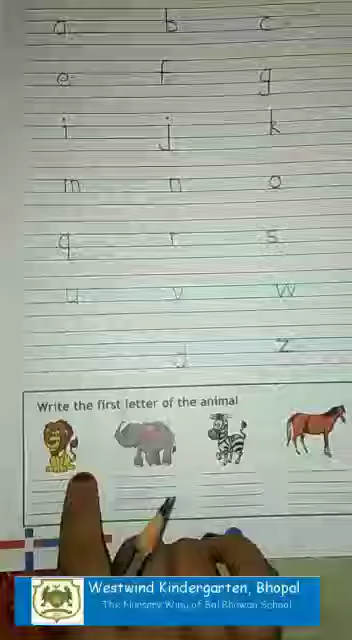 a b c
e f g
i j k
m n o
q r s
u v w
z
Write the first letter of the animal
Westwind Kindergarten, Bhopal
The Nursery Wing of Bal Bhawan School